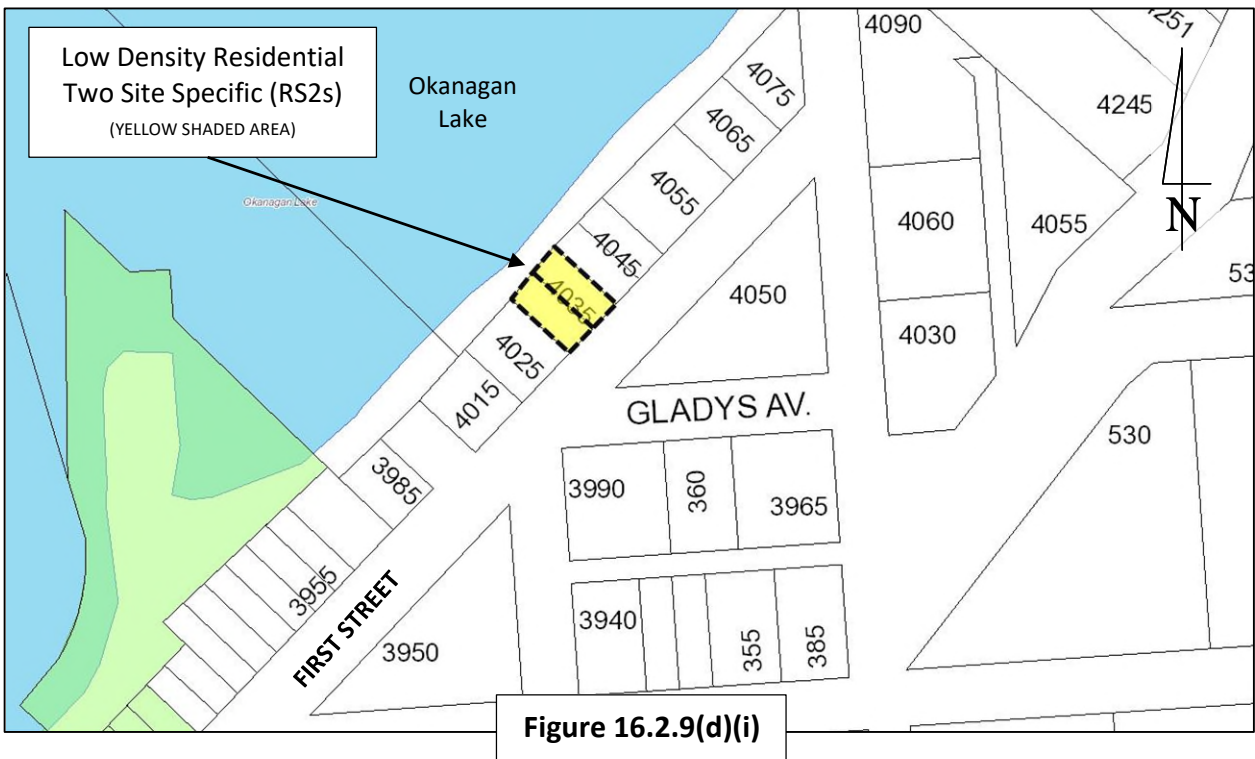 Low Density Residential
Two Site Specific (RS2s)
(YELLOW SHADED AREA)
Okanagan
Lake
Okanagan Lake
4251
4090
4075
4245
4065
4055
4060
4055
4045
53
4035
4050
4030
4025
4015
GLADYS AV.
530
3985
3990
360
3965
3955
FIRST STREET
3940
355
385
3950
N
Figure 16.2.9(d)(i)